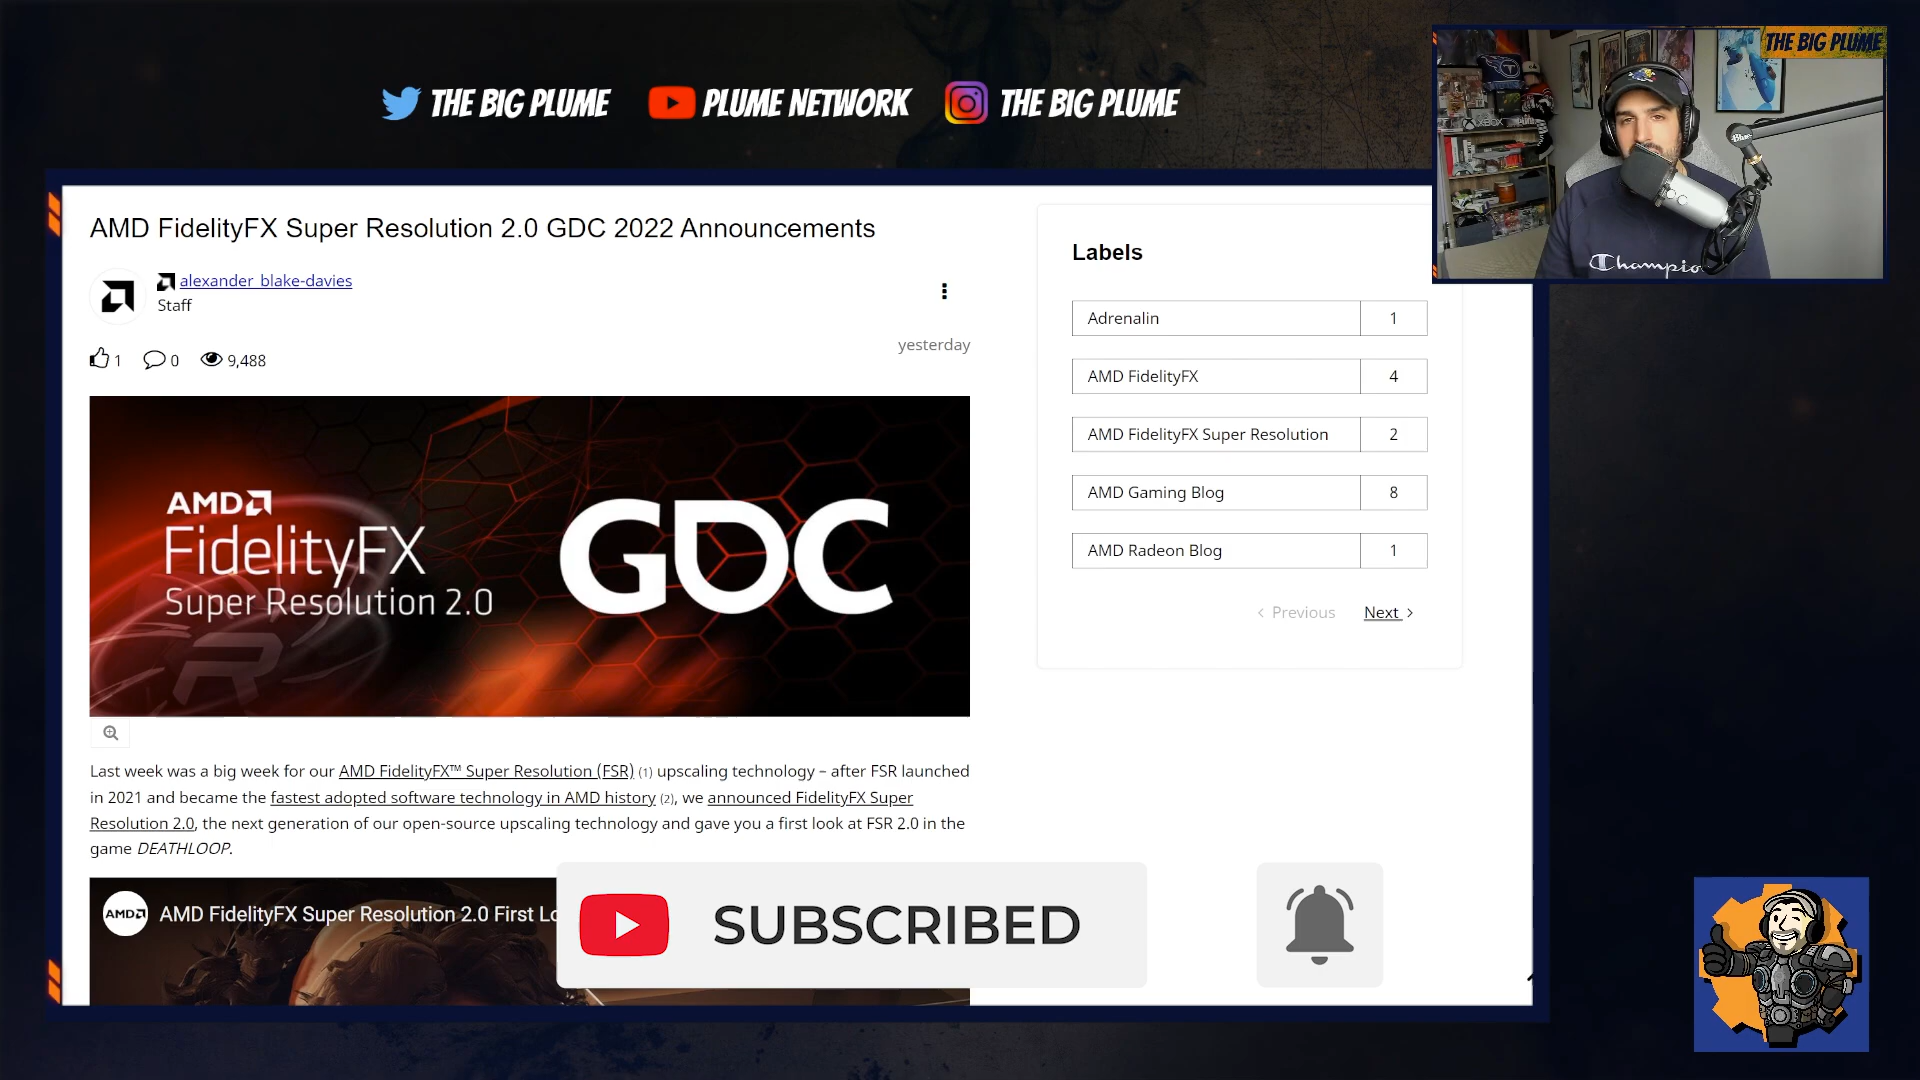 THE BIG PLUME
PLUME NETWORK
THE BIG PLUME
THE BIG PLUME
Champio
AMD FidelityFX Super Resolution 2.0 GDC 2022 Announcements
alexander_blake-davies
Staff
1
0
9,488
yesterday
AMD
FidelityFX
Super Resolution 2.0
GDC
R
Last week was a big week for our AMD FidelityFX™ Super Resolution (FSR) (1) upscaling technology – after FSR launched
in 2021 and became the fastest adopted software technology in AMD history (2), we announced FidelityFX Super
Resolution 2.0, the next generation of our open-source upscaling technology and gave you a first look at FSR 2.0 in the
game DEATHLOOP.
AMD
AMD FidelityFX Super Resolution 2.0 First Lo
Labels
Adrenalin 1
AMD FidelityFX 4
AMD FidelityFX Super Resolution 2
AMD Gaming Blog 8
AMD Radeon Blog 1
Previous Next
SUBSCRIBED